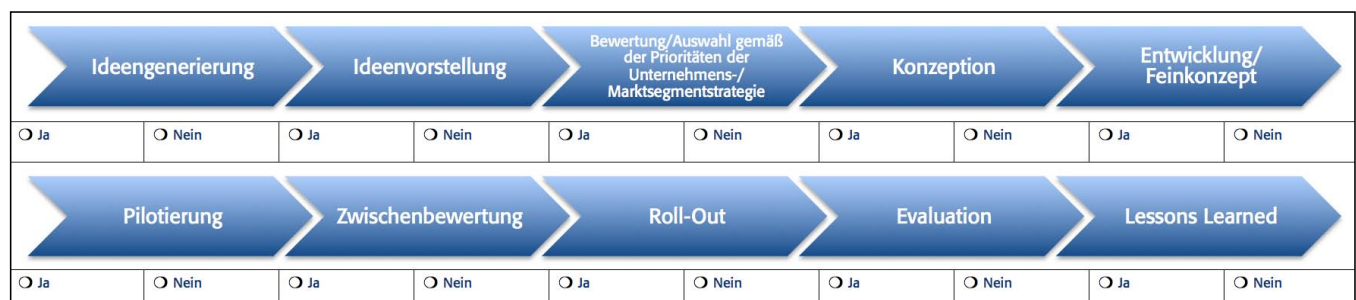 Ideengenerierung
Ideenvorstellung
Bewertung/Auswahl gemäß
der Prioritäten der
Unternehmens-/
Marktsegmentstrategie
Konzeption
Entwicklung/
Feinkonzept
Ja
Nein
Ja
Nein
Ja
Nein
Ja
Nein
Ja
Nein
Pilotierung
Zwischenbewertung
Roll-Out
Evaluation
Lessons Learned
Ja
Nein
Ja
Nein
Ja
Nein
Ja
Nein
Ja
Nein